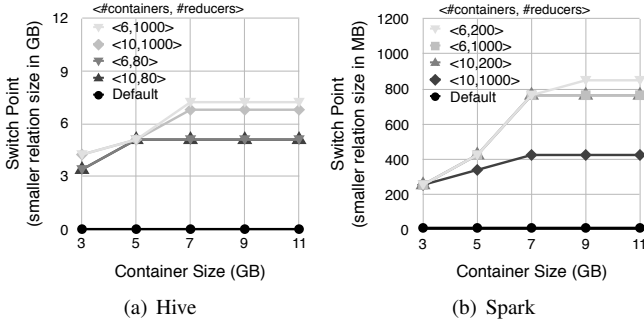 <#containers, #reducers>
<6,1000>
<10,1000>
<6,80>
<10,80>
Default
12
9
6
3
0
Switch Point
(smaller relation size in GB)
3 5 7 9 11
Container Size (GB)
(a) Hive
<#containers, #reducers>
<6,200>
<6,1000>
<10,200>
<10,1000>
Default
1200
1000
800
600
400
200
Switch Point
(smaller relation size in MB)
3 5 7 9 11
Container Size (GB)
(b) Spark